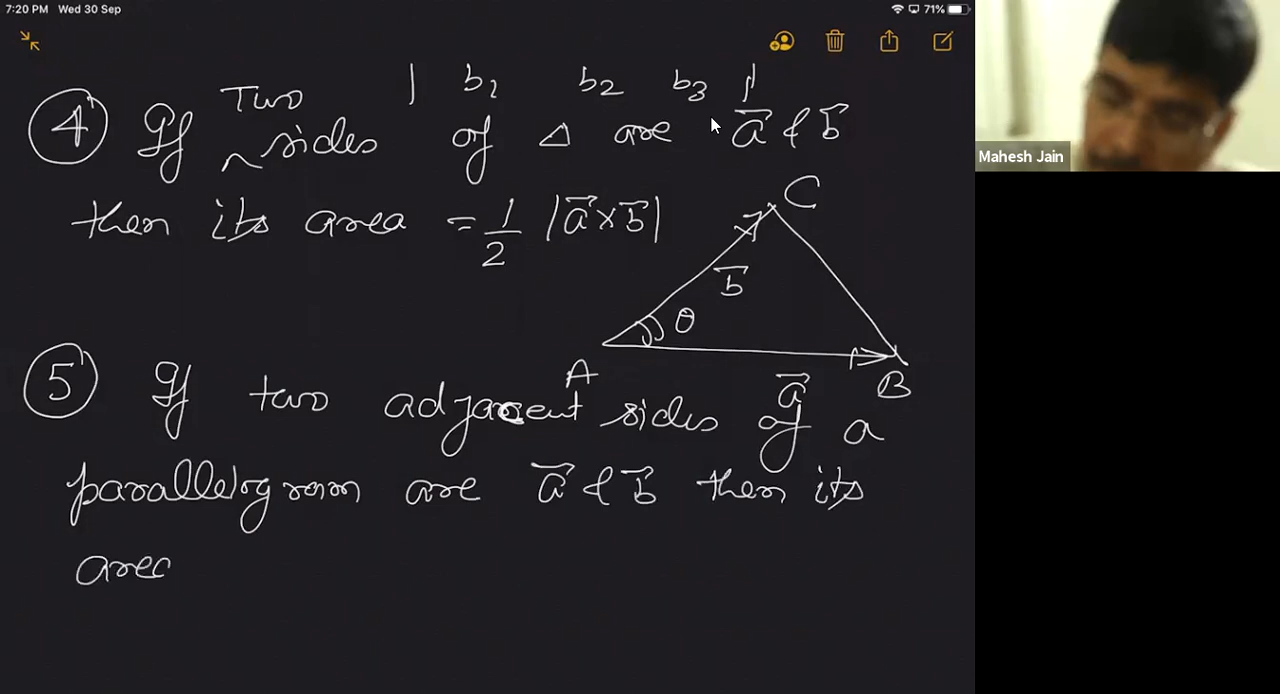 7:20 PM Wed 30 Sep
71%
| b1 b2 b3 |
Two
4 If sides of Δ are a⃗ & b⃗
then its area = 1/2 |a⃗ × b⃗|
C
b⃗
θ
A
B
a⃗
5 If two adjacent sides of a
parallelogram are a⃗ & b⃗ then its
area
Mahesh Jain